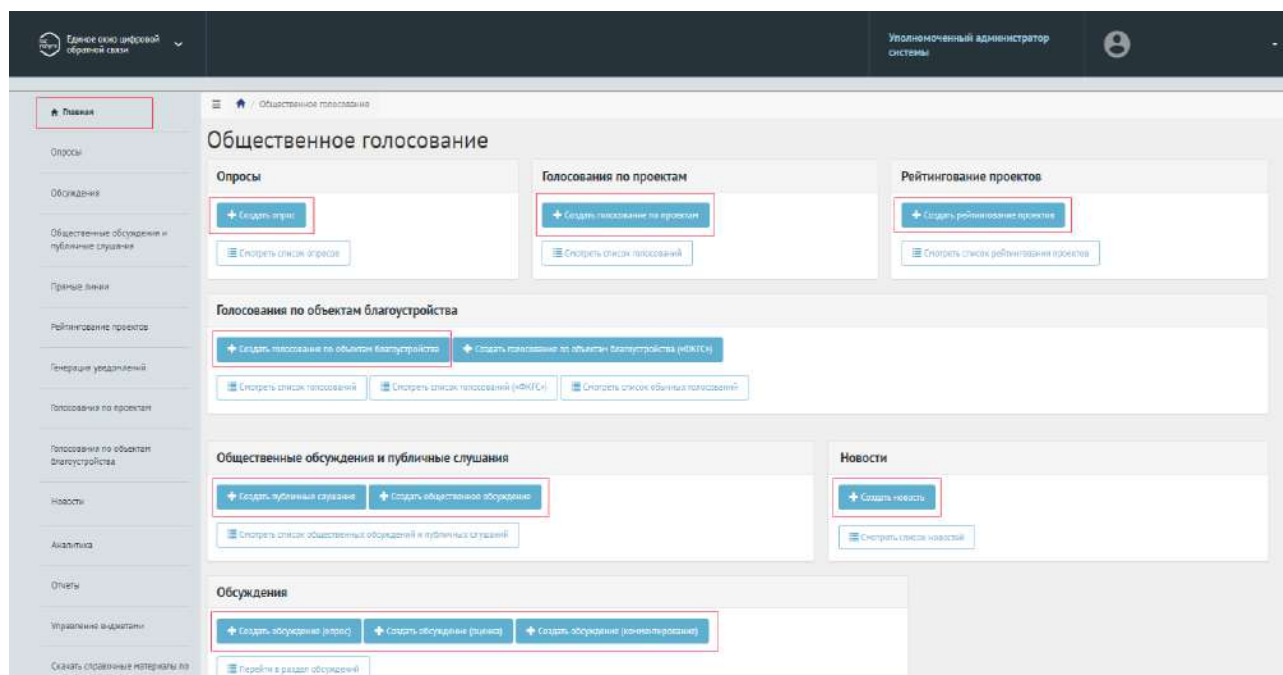 Единое окно цифровой
обратной связи
Уполномоченный администратор
системы
Главная
/ Общественное голосование
Общественное голосование
Опросы
Обсуждения
Общественные обсуждения и
публичные слушания
Прямые линии
Рейтингование проектов
Генерация уведомлений
Голосования по проектам
Голосования по объектам
благоустройства
Новости
Аналитика
Отчеты
Управление виджетами
Скачать справочные материалы по
Опросы
+ Создать опрос
Смотреть список опросов
Голосования по проектам
+ Создать голосование по проектам
Смотреть список голосований
Рейтингование проектов
+ Создать рейтингование проектов
Смотреть список рейтингования проектов
Голосования по объектам благоустройства
+ Создать голосование по объектам благоустройства
+ Создать голосование по объектам благоустройства («ФКГС»)
Смотреть список голосований
Смотреть список голосований («ФКГС»)
Смотреть список обычных голосований
Общественные обсуждения и публичные слушания
+ Создать публичные слушания
+ Создать общественное обсуждение
Смотреть список общественных обсуждений и публичных слушаний
Новости
+ Создать новость
Смотреть список новостей
Обсуждения
+ Создать обсуждение (опрос)
+ Создать обсуждение (оценка)
+ Создать обсуждение (комментирование)
Перейти в раздел обсуждений